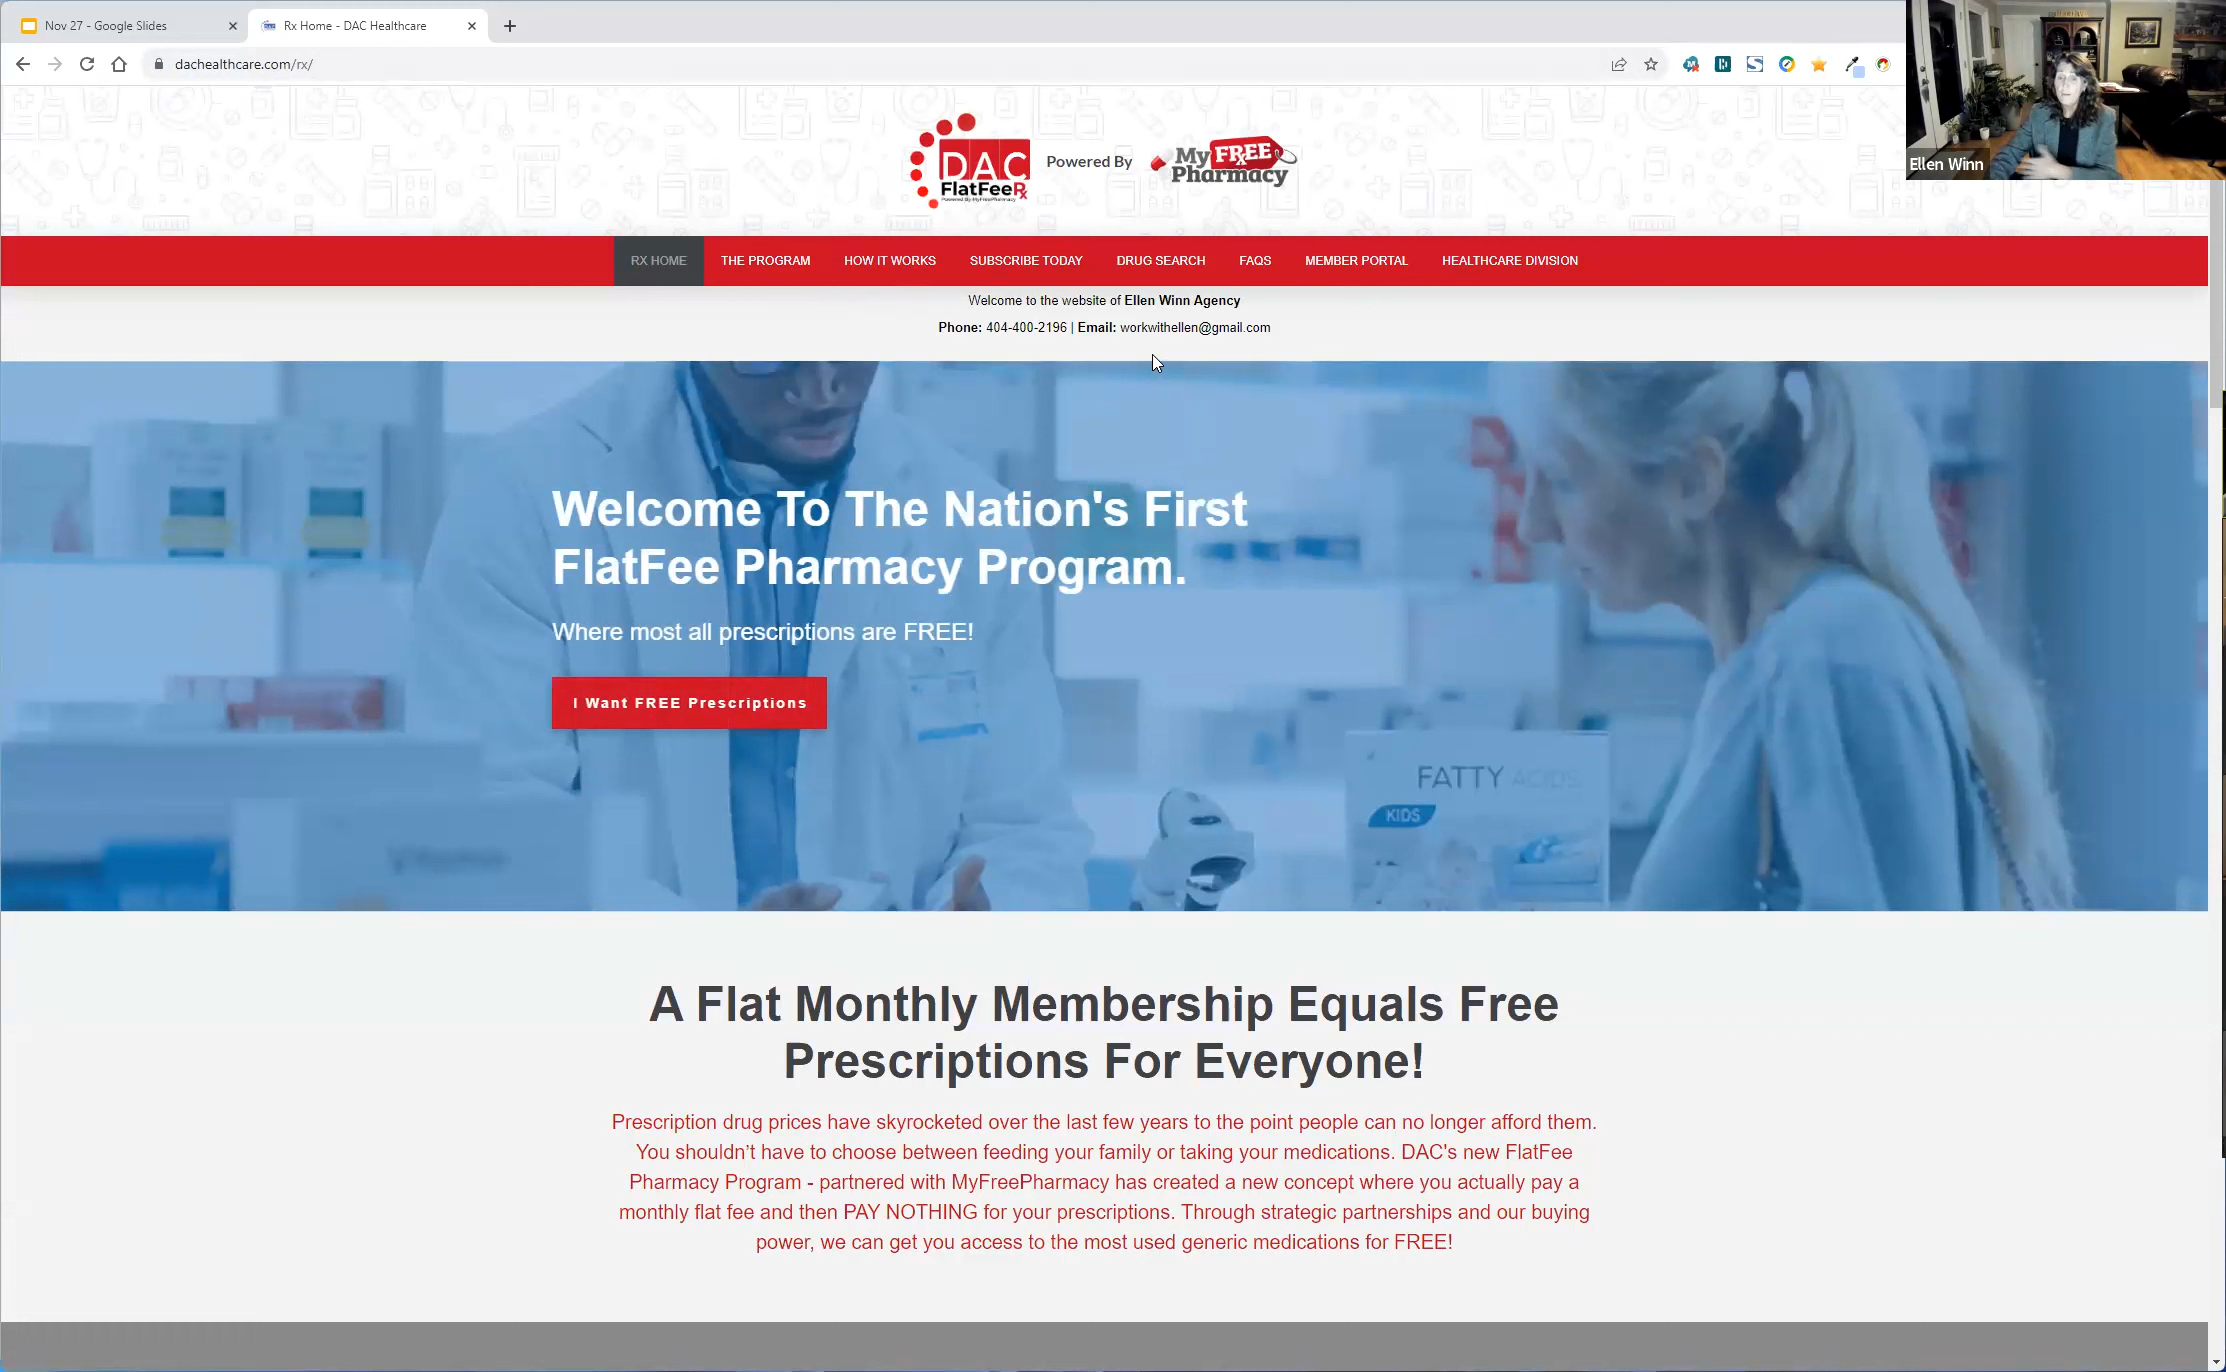 Nov 27 - Google Slides
Rx Home - DAC Healthcare
dachealthcare.com/rx/
Ellen Winn
DAC
FlatFeeRx
Powered By MyFreePharmacy
Powered By
My FREE
Pharmacy
RX HOME
THE PROGRAM
HOW IT WORKS
SUBSCRIBE TODAY
DRUG SEARCH
FAQS
MEMBER PORTAL
HEALTHCARE DIVISION
Welcome to the website of Ellen Winn Agency
Phone: 404-400-2196 | Email: workwithellen@gmail.com
Welcome To The Nation's First
FlatFee Pharmacy Program.
Where most all prescriptions are FREE!
I Want FREE Prescriptions
FATTY ACIDS
KIDS
A Flat Monthly Membership Equals Free
Prescriptions For Everyone!
Prescription drug prices have skyrocketed over the last few years to the point people can no longer afford them.
You shouldn’t have to choose between feeding your family or taking your medications. DAC's new FlatFee
Pharmacy Program - partnered with MyFreePharmacy has created a new concept where you actually pay a
monthly flat fee and then PAY NOTHING for your prescriptions. Through strategic partnerships and our buying
power, we can get you access to the most used generic medications for FREE!